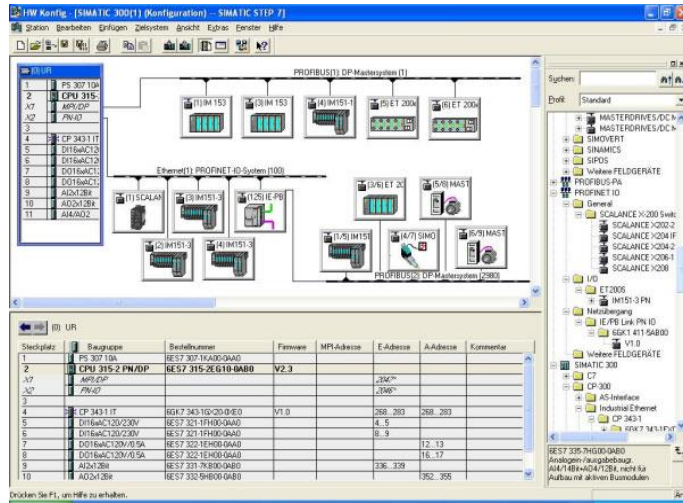 HW Konfig - [SIMATIC 300(1) (Konfiguration) -- SIMATIC STEP 7]
Station Bearbeiten Einfügen Zielsystem Ansicht Extras Fenster Hilfe
(0) UR
1 PS 307 10A
2 CPU 315-
X1 MPI/DP
X2 PN-IO
3
4 CP 343-1 IT
5 DI16xAC12
6 DI16xAC12
7 DO16xAC1
8 DO16xAC1
9 AI2x12Bit
10 AO2x12Bit
11 AI4/AO2
PROFIBUS(1): DP-Mastersystem (1)
(1) IM 153
(3) IM 153
(4) IM151-1
(5) ET 200
(6) ET 200
Ethernet(1): PROFINET-IO-System (100)
(1) SCALAN
(3) IM151-3
(125) IE-PB
(2) IM151-3
(4) IM151-3
(3/6) ET 20
(5/8) MAST
(1/5) IM151
(4/7) SIMO
(6/9) MAST
PROFIBUS(2): DP-Mastersystem (2980)
Suchen:
Profil: Standard
MASTERDRIVES/DC M
MASTERDRIVES/DC M
SIMOVERT
SINAMICS
SIPOS
Weitere FELDGERÄTE
PROFIBUS-PA
PROFINET IO
General
SCALANCE X-200 Switc
SCALANCE X202-2
SCALANCE X204 IF
SCALANCE X204-2
SCALANCE X206-1
SCALANCE X208
I/O
ET200S
IM151-3 PN
Netzübergang
IE/PB Link PN IO
6GK1 411-5AB00
V1.0
Weitere FELDGERÄTE
SIMATIC 300
C7
CP-300
AS-Interface
Industrial Ethernet
CP 343-1
6GK7 343-1EX
(0) UR
Steckplatz Baugruppe Bestellnummer Firmware MPI-Adresse E-Adresse A-Adresse Kommentar
1 PS 307 10A 6ES7 307-1KA00-0AA0
2 CPU 315-2 PN/DP 6ES7 315-2EG10-0AB0 V2.3
X1 MPI/DP 2047*
X2 PN-IO 2046*
3
4 CP 343-1 IT V1.0 268...283 268...283
5 DI16xAC120/230V 6ES7 321-1FH00-0AA0 4...5
6 DI16xAC120/230V 6ES7 321-1FH00-0AA0 8...9
7 DO16xAC120V/0.5A 6ES7 322-1EH00-0AA0 12...13
8 DO16xAC120V/0.5A 6ES7 322-1EH00-0AA0 16...17
9 AI2x12Bit 6ES7 331-7KB00-0AB0 336...339
10 AO2x12Bit 6ES7 332-5HB00-0AB0 352...355
6ES7 335-7HG00-0AB0
Analogein-/ausgabebaugr.
AI4/14Bit+AO4/12Bit, nicht für
Aufbau mit aktiven Busmodulen
Drücken Sie F1, um Hilfe zu erhalten.